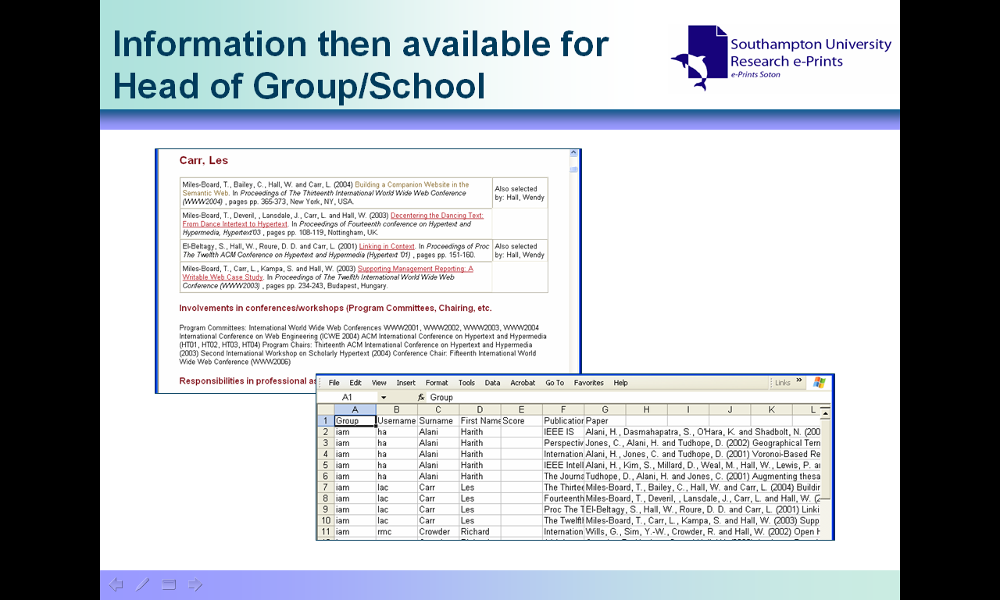 Information then available for
Head of Group/School
Southampton University
Research e-Prints
e-Prints Soton
Carr, Les
Miles-Board, T., Bailey, C., Hall, W. and Carr, L. (2004) Building a Companion Website in the
Semantic Web. In Proceedings of The Thirteenth International World Wide Web Conference
(WWW2004) , pages pp. 365-373, New York, NY, USA.
Also selected
by: Hall, Wendy
Miles-Board, T., Deveril, , Lansdale, J., Carr, L. and Hall, W. (2003) Decentering the Dancing Text:
From Dance Intertext to Hypertext. In Proceedings of Fourteenth conference on Hypertext and
Hypermedia, Hypertext'03 , pages pp. 108-119, Nottingham, UK.
El-Beltagy, S., Hall, W., Roure, D. D. and Carr, L. (2001) Linking in Context. In Proceedings of Proc
The Twelfth ACM Conference on Hypertext and Hypermedia (Hypertext '01) , pages pp. 151-160.
Also selected
by: Hall, Wendy
Miles-Board, T., Carr, L., Kampa, S. and Hall, W. (2003) Supporting Management Reporting: A
Writable Web Case Study. In Proceedings of The Twelfth International World Wide Web
Conference (WWW2003) , pages pp. 234-243, Budapest, Hungary.
Involvements in conferences/workshops (Program Committees, Chairing, etc.
Program Committees: International World Wide Web Conferences WWW2001, WWW2002, WWW2003, WWW2004
International Conference on Web Engineering (ICWE 2004) ACM International Conference on Hypertext and Hypermedia
(HT01, HT02, HT03, HT04) Program Chairs: Thirteenth ACM International Conference on Hypertext and Hypermedia
(2003) Second International Workshop on Scholarly Hypertext (2004) Conference Chair: Fifteenth International World
Wide Web Conference (WWW2006)
Responsibilities in professional as
File Edit View Insert Format Tools Data Acrobat Go To Favorites Help Links »
A1 fx Group
A B C D E F G H I J K L
1 Group Username Surname First Name Score Publication Paper
2 iam ha Alani Harith IEEE IS Alani, H., Dasmahapatra, S., O'Hara, K. and Shadbolt, N. (200
3 iam ha Alani Harith Perspectiv Jones, C., Alani, H. and Tudhope, D. (2002) Geographical Tern
4 iam ha Alani Harith Internation Alani, H., Jones, C. and Tudhope, D. (2001) Voronoi-Based Re
5 iam ha Alani Harith IEEE Intell Alani, H., Kim, S., Millard, D., Weal, M., Hall, W., Lewis, P. a
6 iam ha Alani Harith The Journa Tudhope, D., Alani, H. and Jones, C. (2001) Augmenting thesa
7 iam lac Carr Les The Thirtee Miles-Board, T., Bailey, C., Hall, W. and Carr, L. (2004) Buildin
8 iam lac Carr Les Fourteenth Miles-Board, T., Deveril, , Lansdale, J., Carr, L. and Hall, W. (2
9 iam lac Carr Les Proc The T El-Beltagy, S., Hall, W., Roure, D. D. and Carr, L. (2001) Linki
10 iam lac Carr Les The Twelft Miles-Board, T., Carr, L., Kampa, S. and Hall, W. (2003) Supp
11 iam rmc Crowder Richard Internation Wills, G., Sim, Y.-W., Crowder, R. and Hall, W. (2002) Open H